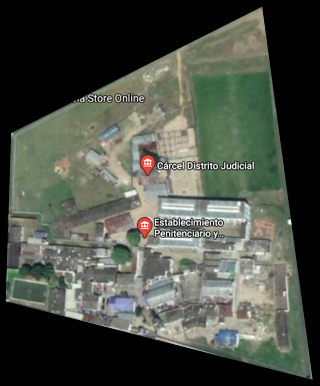 Store Online
Cárcel Distrito Judicial
Establecimiento
Penitenciario y...